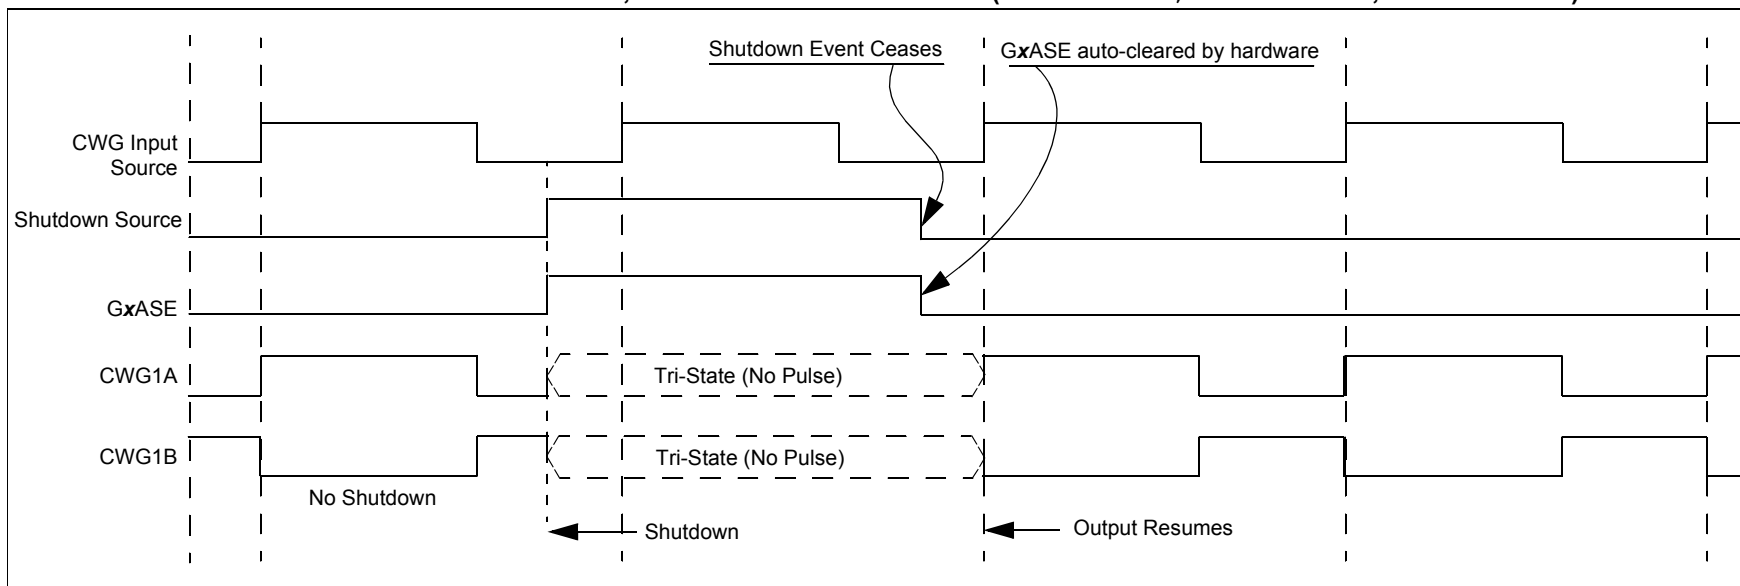 Shutdown Event Ceases
GxASE auto-cleared by hardware
CWG Input
Source
Shutdown Source
GxASE
CWG1A
Tri-State (No Pulse)
CWG1B
Tri-State (No Pulse)
No Shutdown
Shutdown
Output Resumes